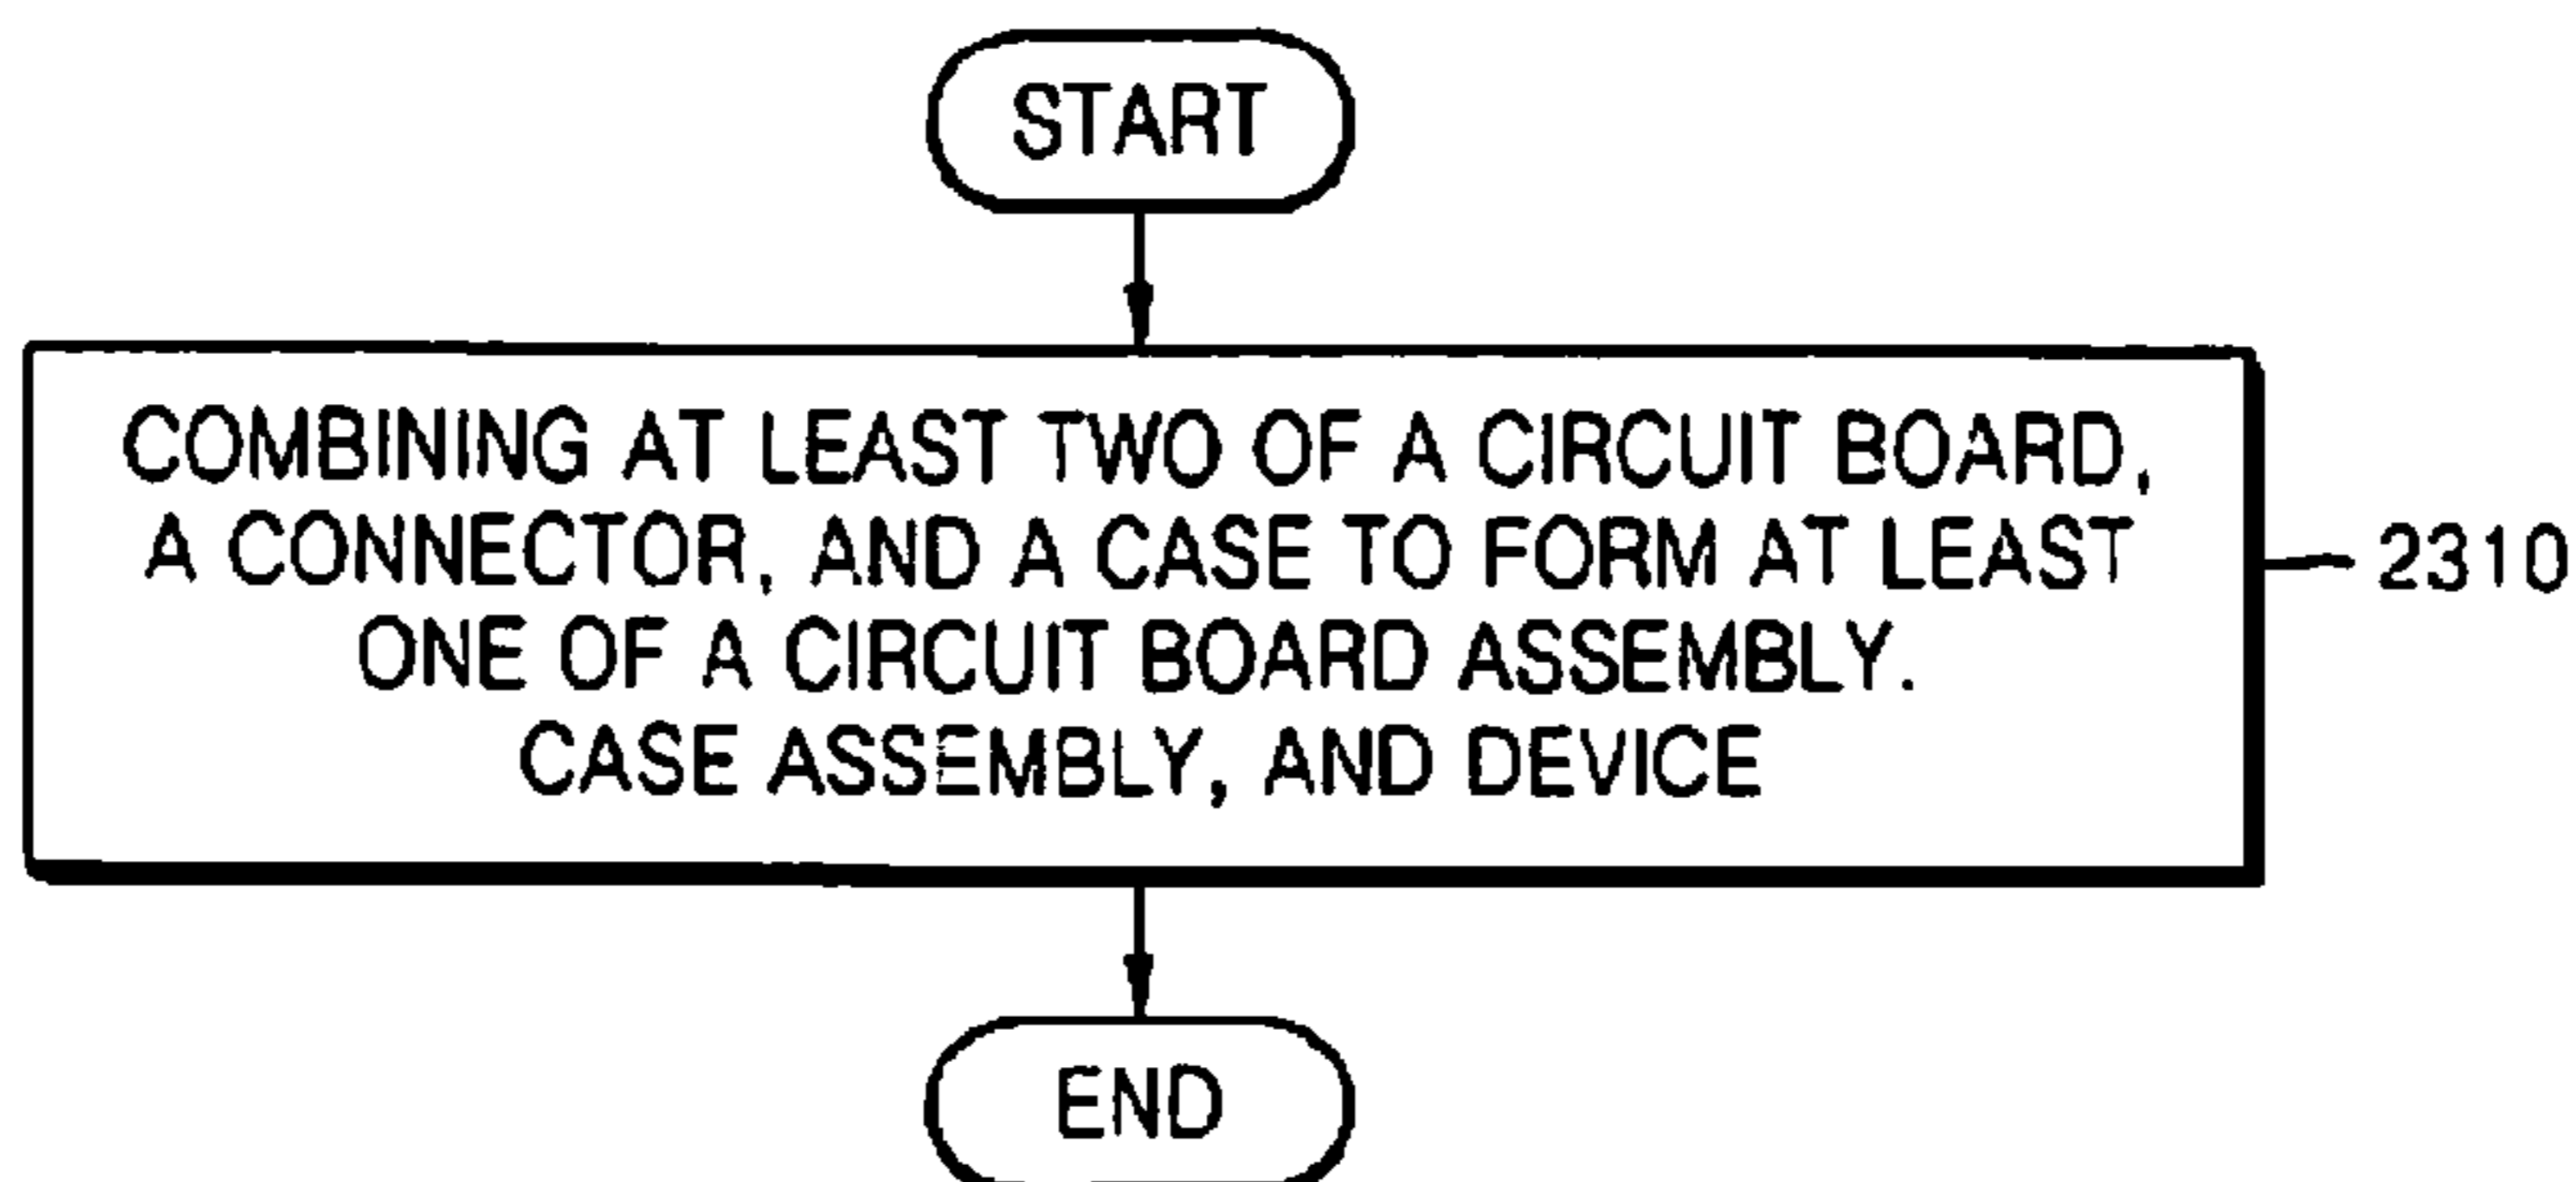 START
COMBINING AT LEAST TWO OF A CIRCUIT BOARD,
A CONNECTOR, AND A CASE TO FORM AT LEAST
ONE OF A CIRCUIT BOARD ASSEMBLY.
CASE ASSEMBLY, AND DEVICE
2310
END